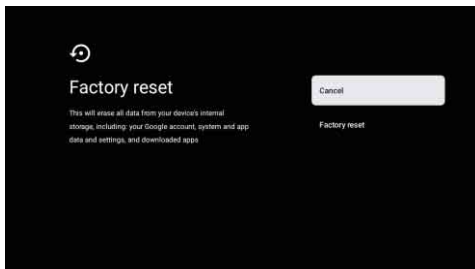 Factory reset
This will erase all data from your device's internal
storage, including: your Google account, system and app
data and settings, and downloaded apps
Cancel
Factory reset